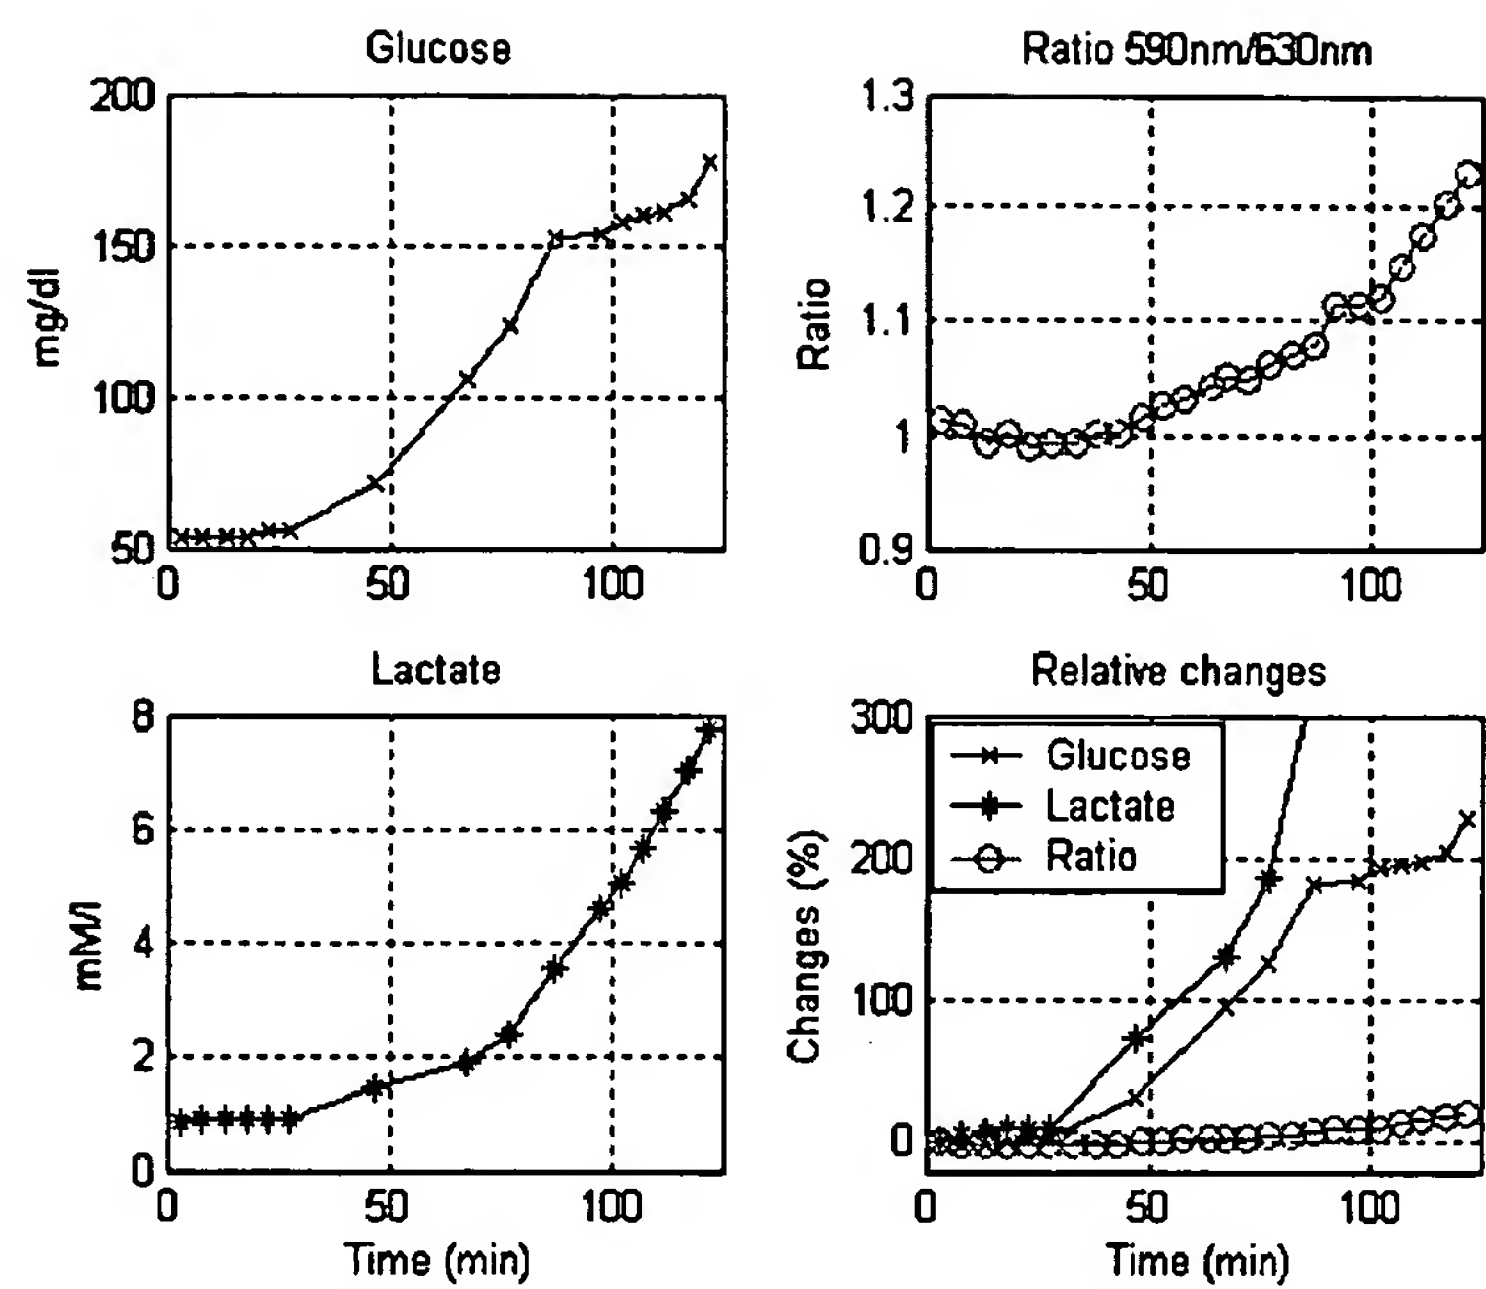 Glucose
200
150
100
50
mg/dl
0 50 100
Ratio 590nm/630nm
1.3
1.2
1.1
1
0.9
Ratio
0 50 100
Lactate
8
6
4
2
0
mM/l
0 50 100
Time (min)
Relative changes
300
200
100
0
Changes (%)
Glucose
Lactate
Ratio
0 50 100
Time (min)